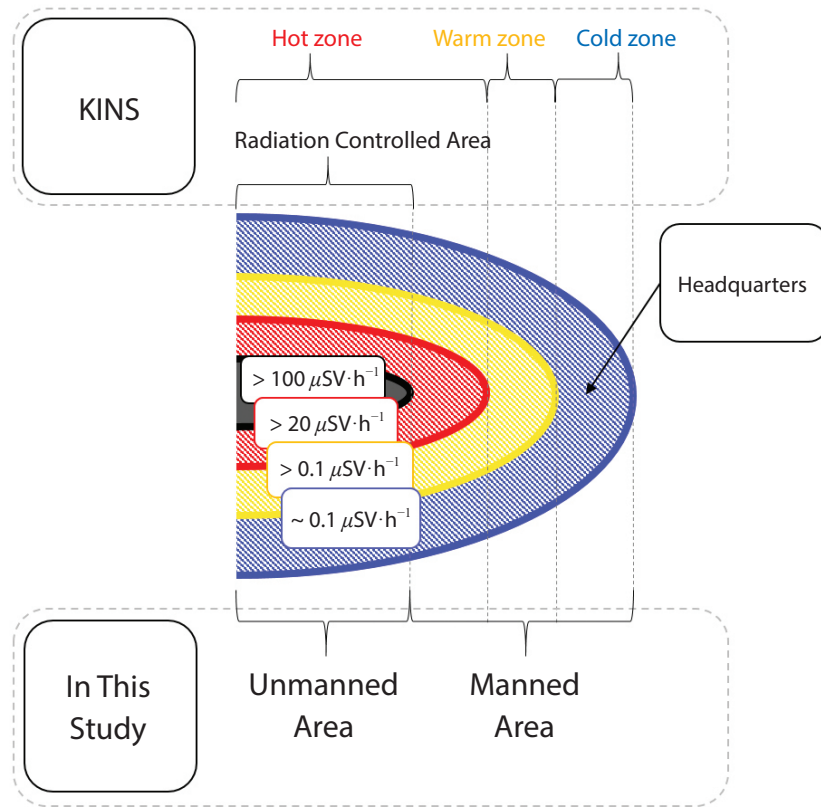 Hot zone
Warm zone
Cold zone
KINS
Radiation Controlled Area
Headquarters
> 100 μSV·h⁻¹
> 20 μSV·h⁻¹
> 0.1 μSV·h⁻¹
~ 0.1 μSV·h⁻¹
In This
Study
Unmanned
Area
Manned
Area